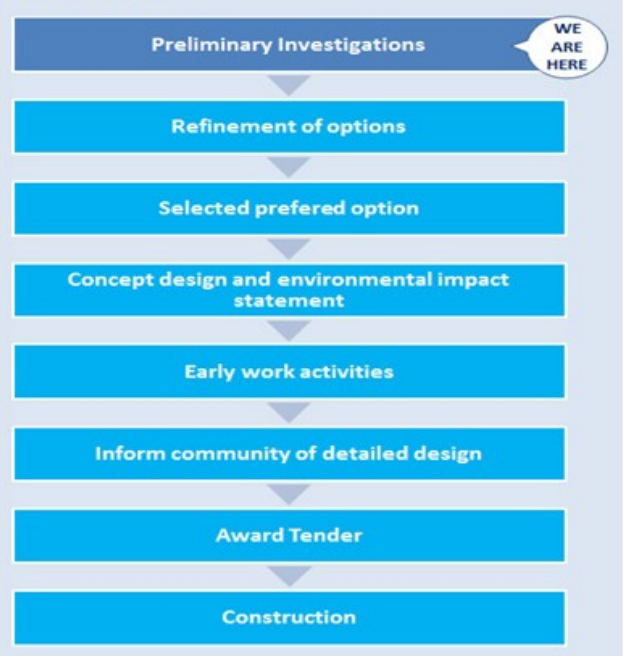 Preliminary Investigations
WE
ARE
HERE
Refinement of options
Selected prefered option
Concept design and environmental impact
statement
Early work activities
Inform community of detailed design
Award Tender
Construction